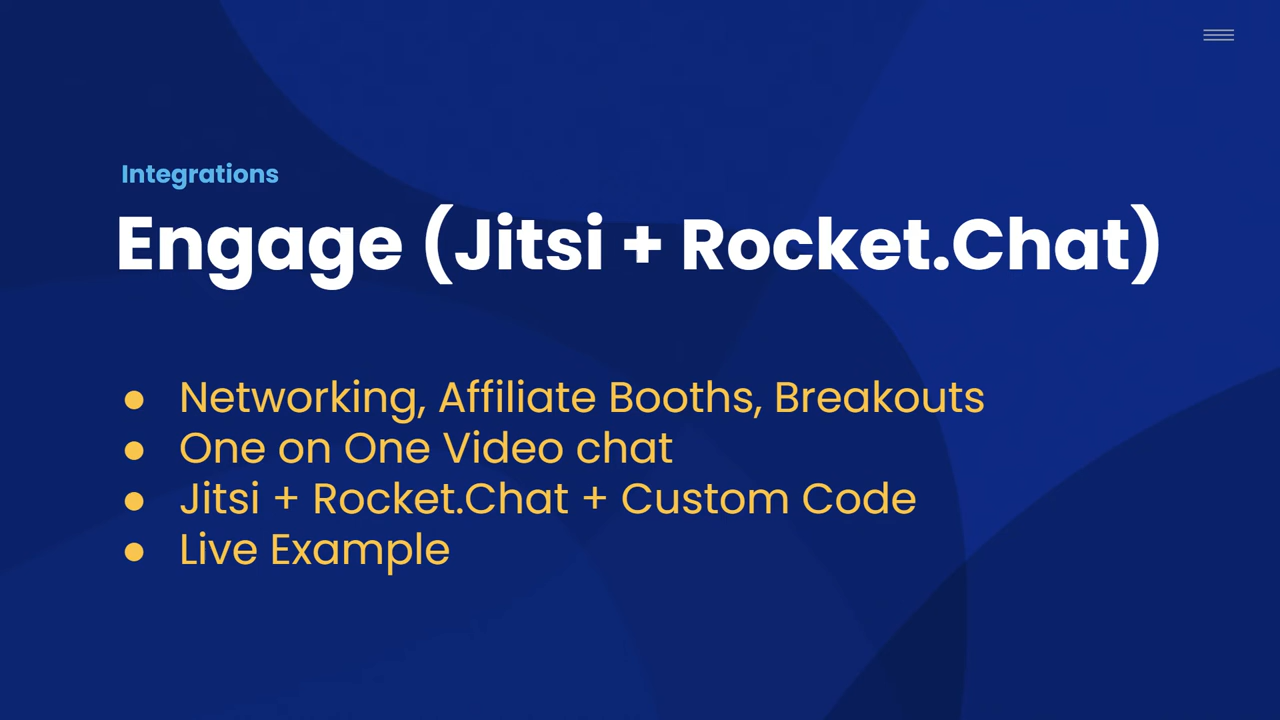 Integrations
Engage (Jitsi + Rocket.Chat)
● Networking, Affiliate Booths, Breakouts
● One on One Video chat
● Jitsi + Rocket.Chat + Custom Code
● Live Example